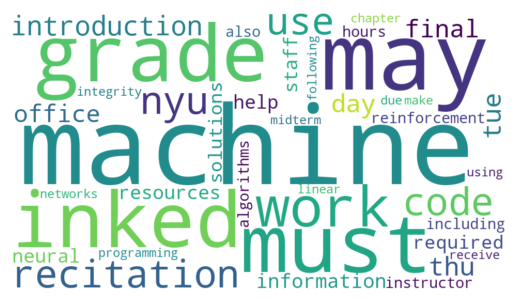 introduction
also
use
chapter
hours
final
grade
staff
following
may
integrity
nyu
help
day
due
make
office
solutions
midterm
reinforcement
tue
machine
using
networks
resources
algorithms
linear
inked
work
code
must
including
neural
programming
required
receive
recitation
information
thu
instructor